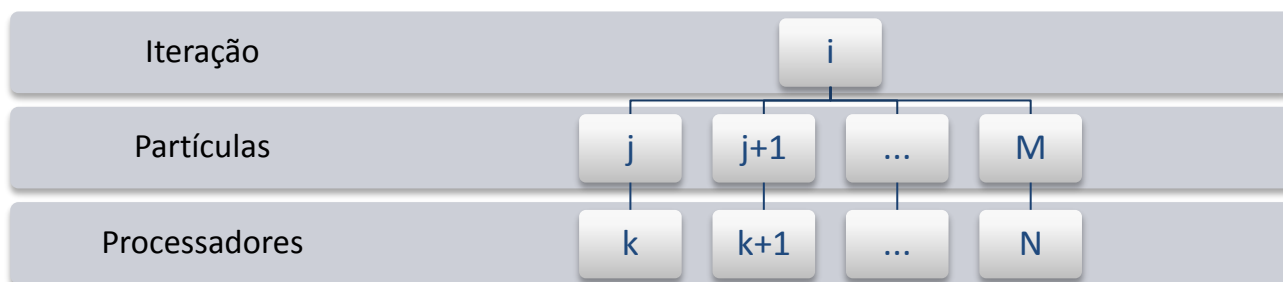 Iteração i
Partículas j j+1 ... M
Processadores k k+1 ... N